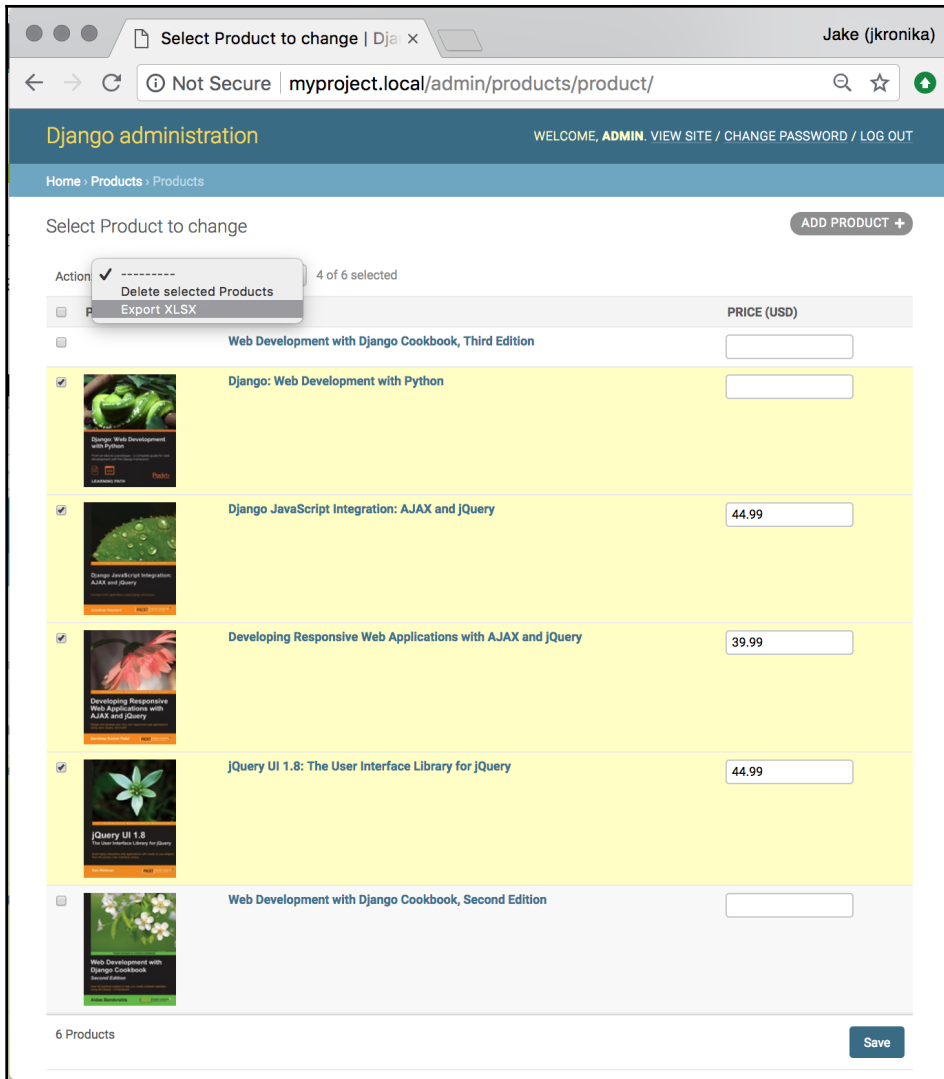 Select Product to change | Dja
Jake (jkronika)
Not Secure | myproject.local/admin/products/product/
Django administration
WELCOME, ADMIN. VIEW SITE / CHANGE PASSWORD / LOG OUT
Home › Products › Products
Select Product to change
ADD PRODUCT +
Action
✓ ---------
4 of 6 selected
Delete selected Products
Export XLSX
P
PRICE (USD)
Web Development with Django Cookbook, Third Edition
Django: Web Development with Python
Django: Web Development
with Python
LEARNING PATH
Packt
Django JavaScript Integration: AJAX and jQuery
44.99
Django JavaScript Integration:
AJAX and jQuery
Developing Responsive Web Applications with AJAX and jQuery
39.99
Developing Responsive
Web Applications with
AJAX and jQuery
jQuery UI 1.8: The User Interface Library for jQuery
44.99
jQuery UI 1.8
The User Interface Library for jQuery
Web Development with Django Cookbook, Second Edition
Web Development with
Django Cookbook
Second Edition
6 Products
Save